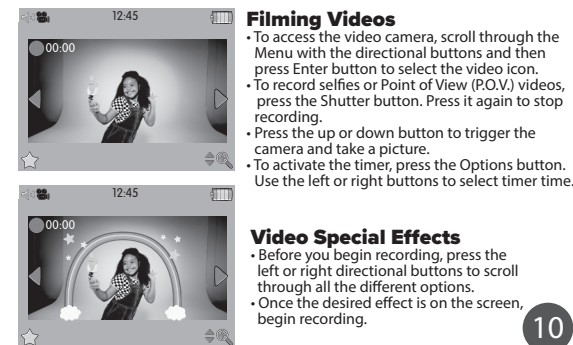 12:45
00:00
Filming Videos
• To access the video camera, scroll through the
Menu with the directional buttons and then
press Enter button to select the video icon.
• To record selfies or Point of View (P.O.V.) videos,
press the Shutter button. Press it again to stop
recording.
• Press the up or down button to trigger the
camera and take a picture.
• To activate the timer, press the Options button.
Use the left or right buttons to select timer time.
12:45
00:00
Video Special Effects
• Before you begin recording, press the
left or right directional buttons to scroll
through all the different options.
• Once the desired effect is on the screen,
begin recording.
10